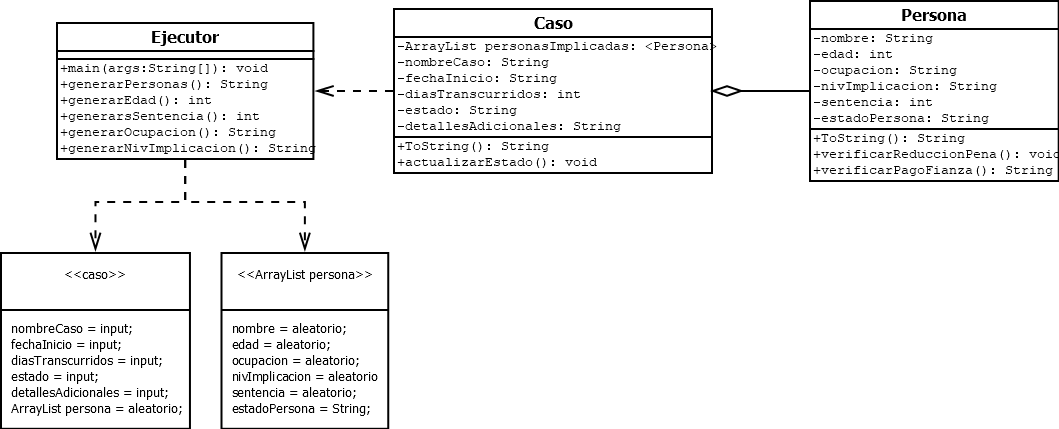 Ejecutor
+main(args:String[]): void
+generarPersonas(): String
+generarEdad(): int
+generarsSentencia(): int
+generarOcupacion(): String
+generarNivImplicacion(): String
Caso
-ArrayList personasImplicadas: <Persona>
-nombreCaso: String
-fechaInicio: String
-diasTranscurridos: int
-estado: String
-detallesAdicionales: String
+ToString(): String
+actualizarEstado(): void
Persona
-nombre: String
-edad: int
-ocupacion: String
-nivImplicacion: String
-sentencia: int
-estadoPersona: String
+ToString(): String
+verificarReduccionPena(): void
+verificarPagoFianza(): String
<<caso>>
nombreCaso = input;
fechaInicio = input;
diasTranscurridos = input;
estado = input;
detallesAdicionales = input;
ArrayList persona = aleatorio;
<<ArrayList persona>>
nombre = aleatorio;
edad = aleatorio;
ocupacion = aleatorio;
nivImplicacion = aleatorio
sentencia = aleatorio;
estadoPersona = String;